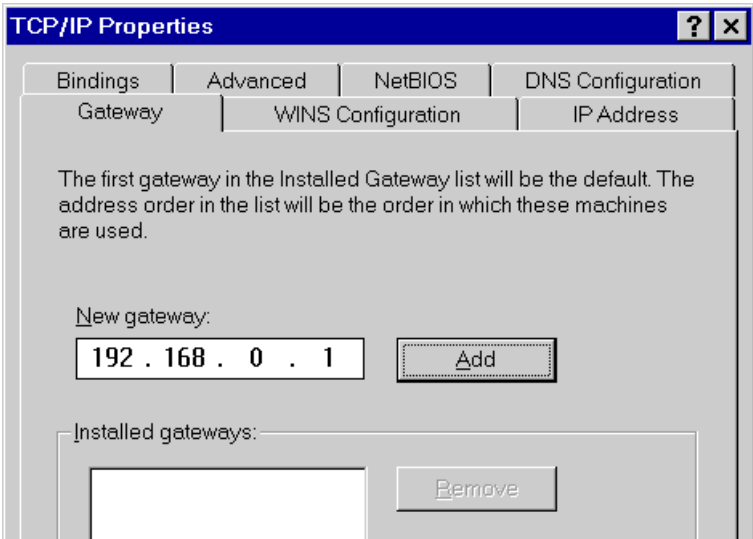 TCP/IP Properties
? ×
Bindings Advanced NetBIOS DNS Configuration
Gateway WINS Configuration IP Address
The first gateway in the Installed Gateway list will be the default. The
address order in the list will be the order in which these machines
are used.
New gateway:
192 . 168 . 0 . 1 Add
Installed gateways:
Remove